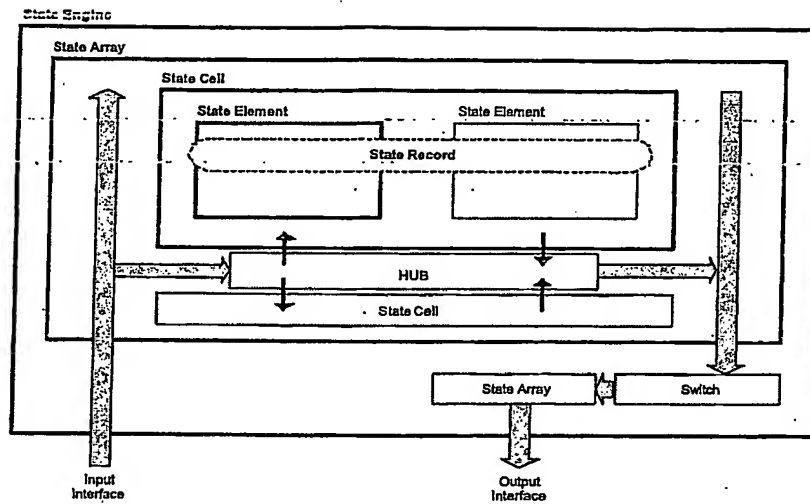 State Engine
State Array
State Cell
State Element
State Element
State Record
HUB
State Cell
State Array
Switch
Input
Interface
Output
Interface